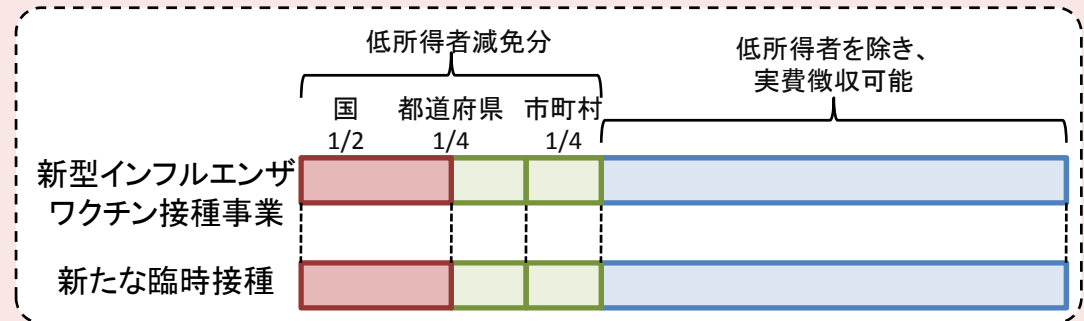 低所得者減免分
低所得者を除き、
実費徴収可能
国
都道府県
市町村
1/2
1/4
1/4
新型インフルエンザ
ワクチン接種事業
新たな臨時接種